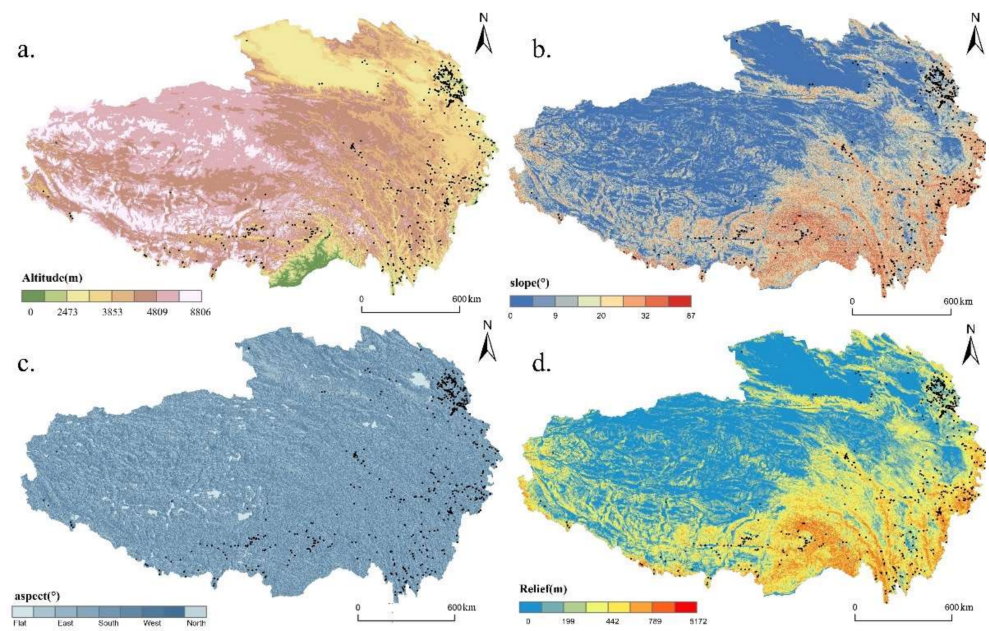 a.
N
Altitude(m)
0 2473 3853 4809 8806
0 600 km
b.
N
slope(°)
0 9 20 32 87
0 600 km
c.
N
aspect(°)
Flat East South West North
0 600 km
d.
N
Relief(m)
0 199 442 789 5172
0 600 km